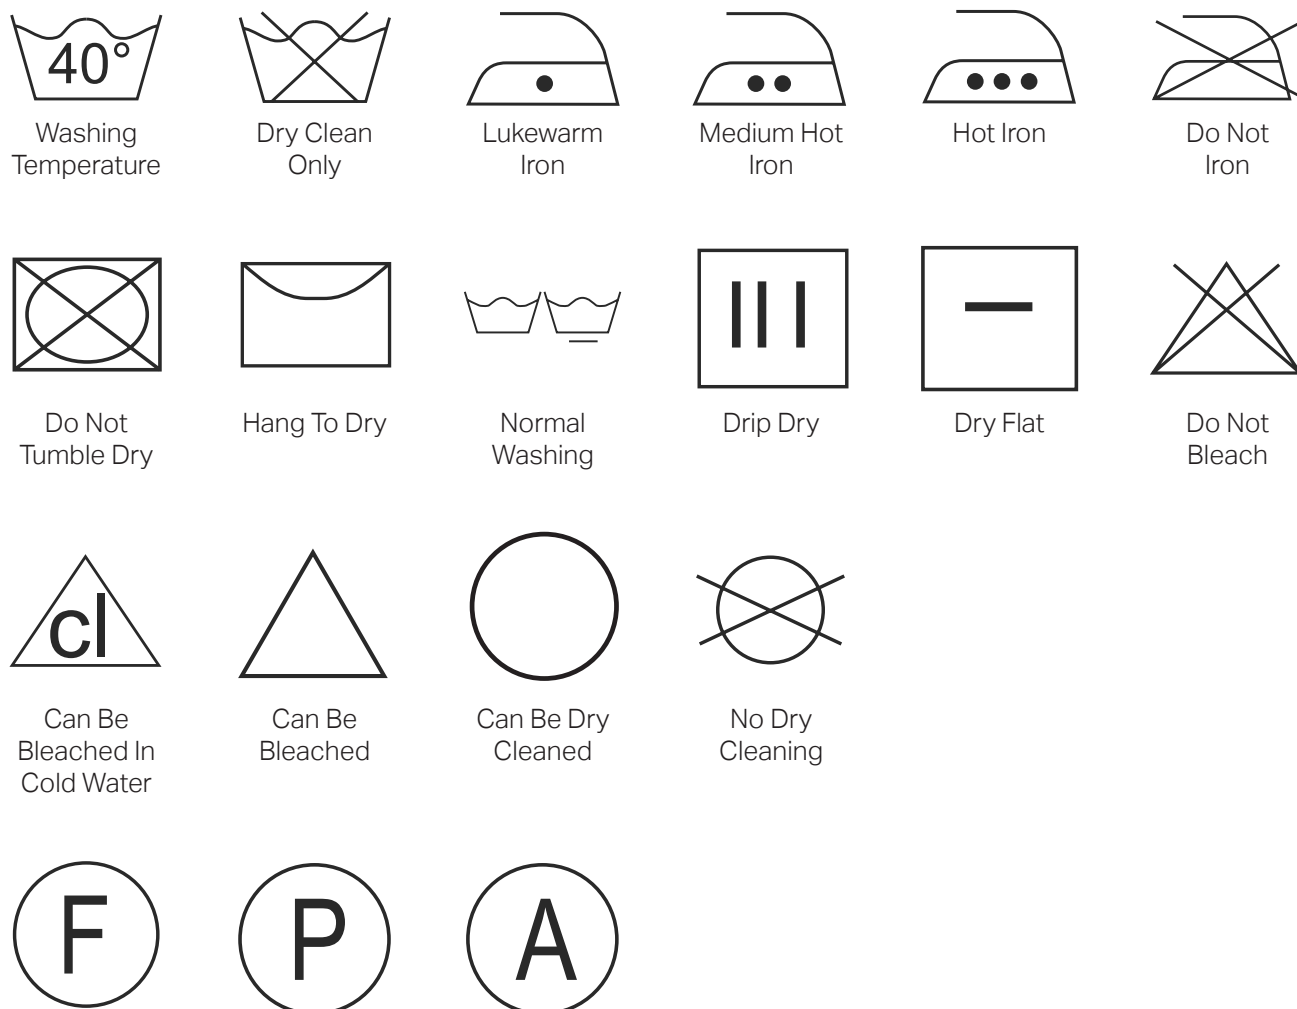 40°
Washing
Temperature
Dry Clean
Only
Lukewarm
Iron
Medium Hot
Iron
Hot Iron
Do Not
Iron
Do Not
Tumble Dry
Hang To Dry
Normal
Washing
Drip Dry
Dry Flat
Do Not
Bleach
cl
Can Be
Bleached In
Cold Water
Can Be
Bleached
Can Be Dry
Cleaned
No Dry
Cleaning
F
P
A